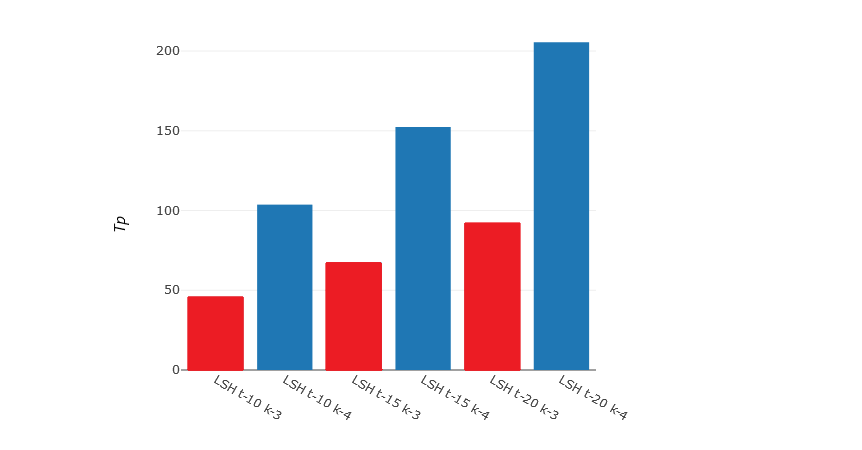 200
150
100
50
0
Tp
LSH t-10 k-3
LSH t-10 k-4
LSH t-15 k-3
LSH t-15 k-4
LSH t-20 k-3
LSH t-20 k-4